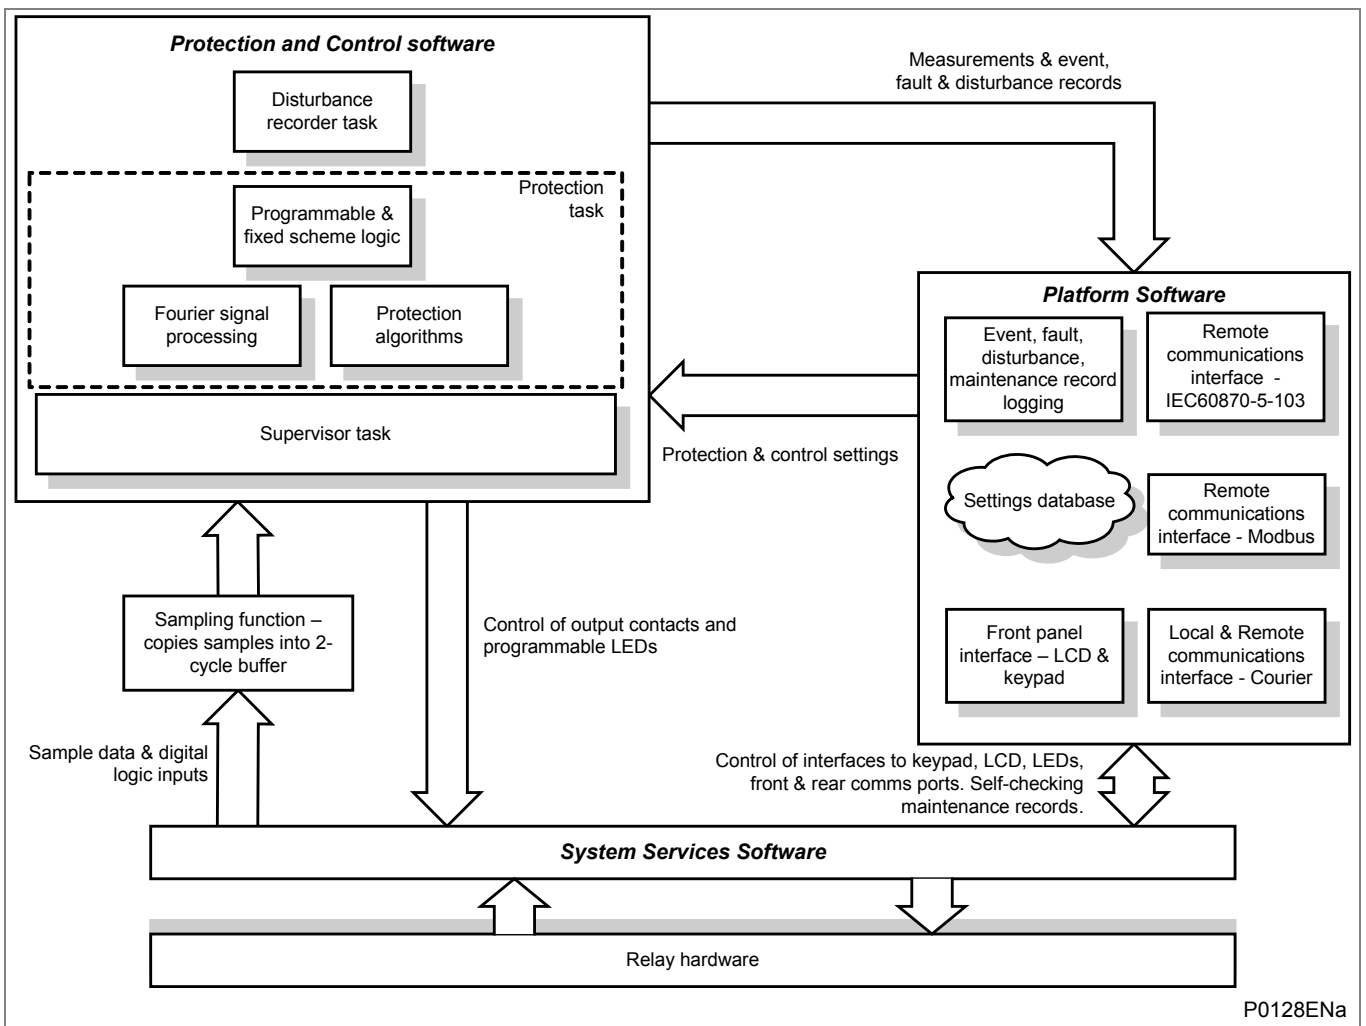 Protection and Control software
Disturbance
recorder task
Protection
task
Programmable &
fixed scheme logic
Fourier signal
processing
Protection
algorithms
Supervisor task
Measurements & event,
fault & disturbance records
Platform Software
Event, fault,
disturbance,
maintenance record
logging
Remote
communications
interface -
IEC60870-5-103
Protection & control settings
Settings database
Remote
communications
interface - Modbus
Sampling function –
copies samples into 2-
cycle buffer
Control of output contacts and
programmable LEDs
Front panel
interface – LCD &
keypad
Local & Remote
communications
interface - Courier
Sample data & digital
logic inputs
Control of interfaces to keypad, LCD, LEDs,
front & rear comms ports. Self-checking
maintenance records.
System Services Software
Relay hardware
P0128ENa